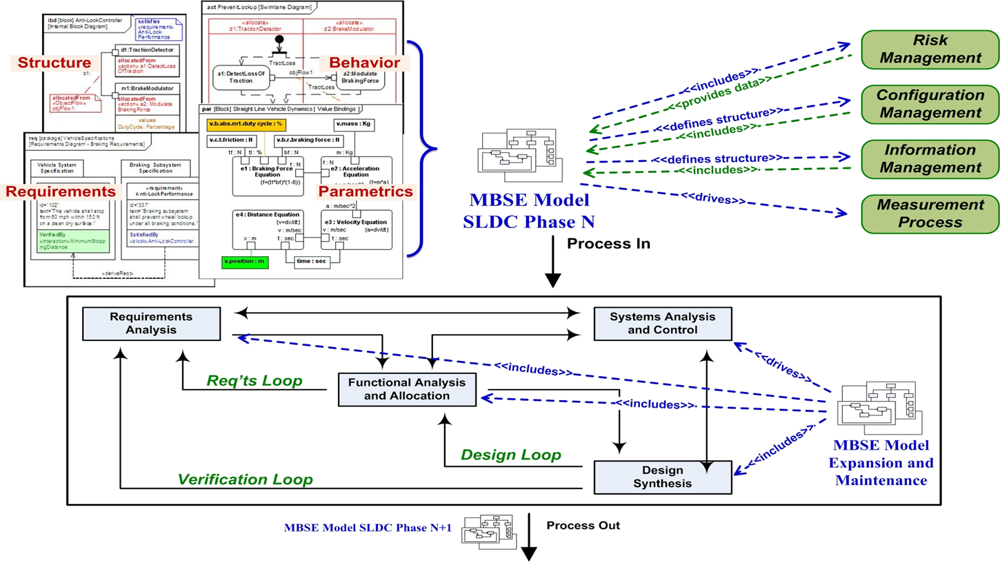 ibd [block] Anti-LockController
[Internal Block Diagram]
satisfies
«requirement»
Anti-Lock
Performance
Structure
d1:TractionDetector
allocatedFrom
«action» a1:DetectLoss
OfTraction
c1:
allocatedFrom
«ObjectFlow»
objFlow1:
m1:BrakeModulator
allocatedFrom
«action» a2: Modulate
BrakingForce
values
DutyCycle: Percentage
act PreventLockup [Swimlane Diagram]
«allocate»
d1:TractionDetector
«allocate»
d2:BrakeModulator
TractLoss
Behavior
a1:DetectLossOf
Traction
objFlow1
a2:Modulate
BrakingForce
TractLoss
req [package] VehicleSpecifications
[Requirements Diagram - Braking Requirements]
Vehicle System
Specification
Braking Subsystem
Specification
Requirements
«requirement»
Anti-LockPerformance
id="102"
text="The vehicle shall stop
from 60 mph within 150 ft
on a clean dry surface."
id="337"
text="Braking subsystem
shall prevent wheel lockup
under all braking conditions."
VerifiedBy
«interaction»MinimumStopp
ingDistance
SatisfiedBy
«block»Anti-LockController
«deriveReqt»
par [Block] Straight Line Vehicle Dynamics [ Value Bindings ]
v.b.abs.m1.duty cycle : %
v.mass : Kg
v.c.t.friction : N
v.b.r.braking force : N
tf : N
tl : %
bf : N
m : Kg
f : N
f : N
e1 : Braking Force
Equation
{f=(tf*bf)*(1-tl)}
e2 : Acceleration
Equation
{f=m*a}
Parametrics
a : m/sec^2
e4 : Distance Equation
{v=dx/dt}
v : m/sec
x : m
t : sec
e3 : Velocity Equation
v : m/sec
{a=dv/dt}
t : sec
v.position : m
time : sec
MBSE Model
SLDC Phase N
<<includes>>
<<provides data>>
<<defines structure>>
<<includes>>
<<defines structure>>
<<includes>>
<<drives>>
Risk
Management
Configuration
Management
Information
Management
Measurement
Process
Process In
Requirements
Analysis
Systems Analysis
and Control
Functional Analysis
and Allocation
Design
Synthesis
Req'ts Loop
Design Loop
Verification Loop
<<includes>>
<<includes>>
<<drives>>
<<includes>>
MBSE Model
Expansion and
Maintenance
MBSE Model SLDC Phase N+1
Process Out